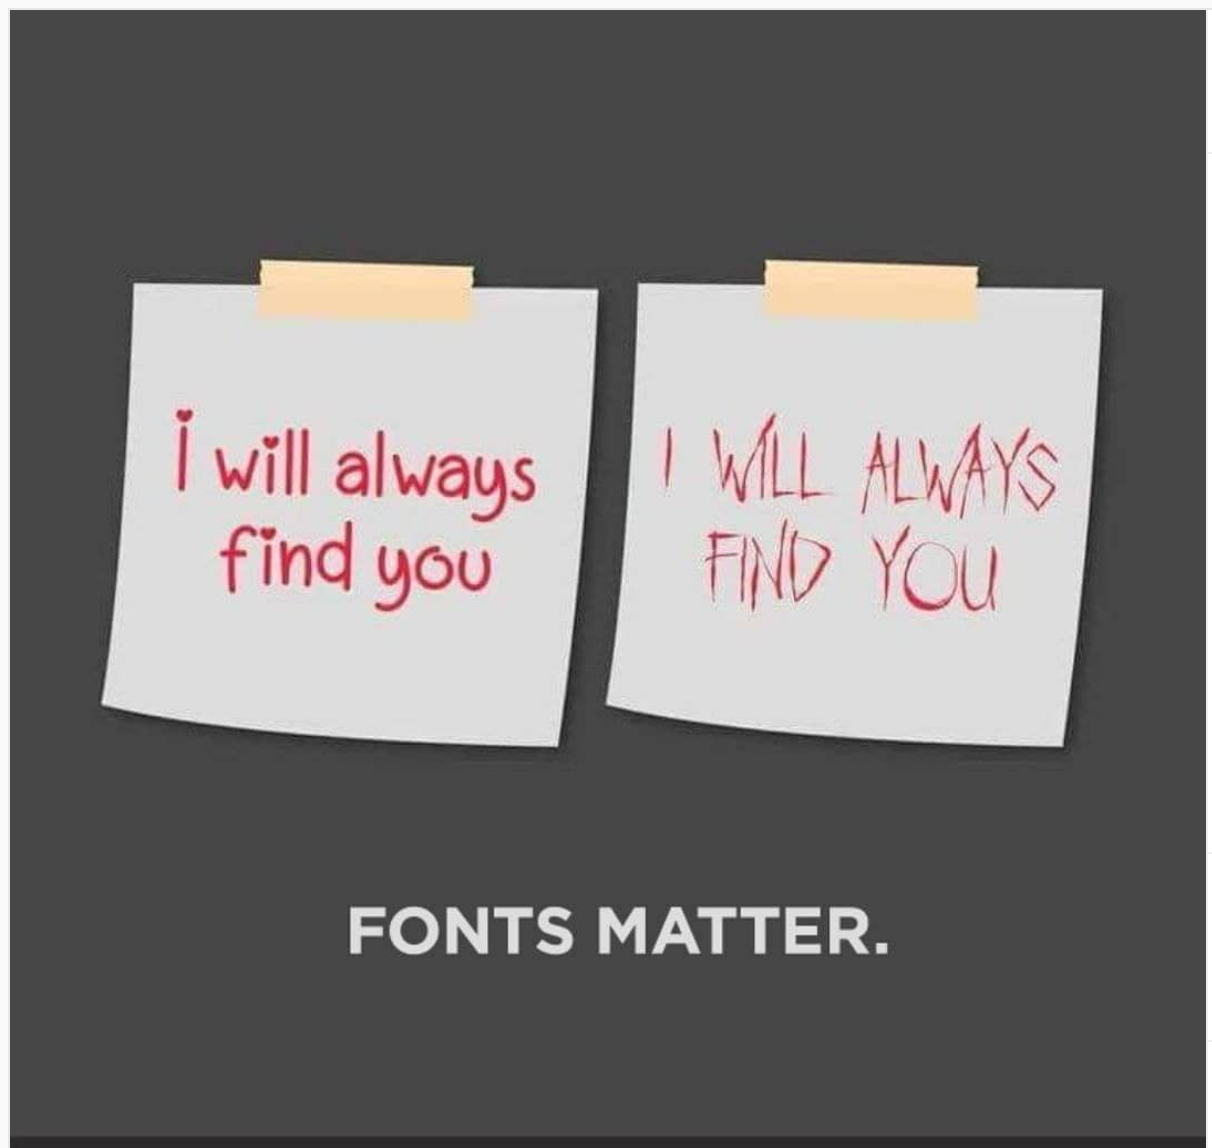 i will always
find you
I WILL ALWAYS
FIND YOU
FONTS MATTER.